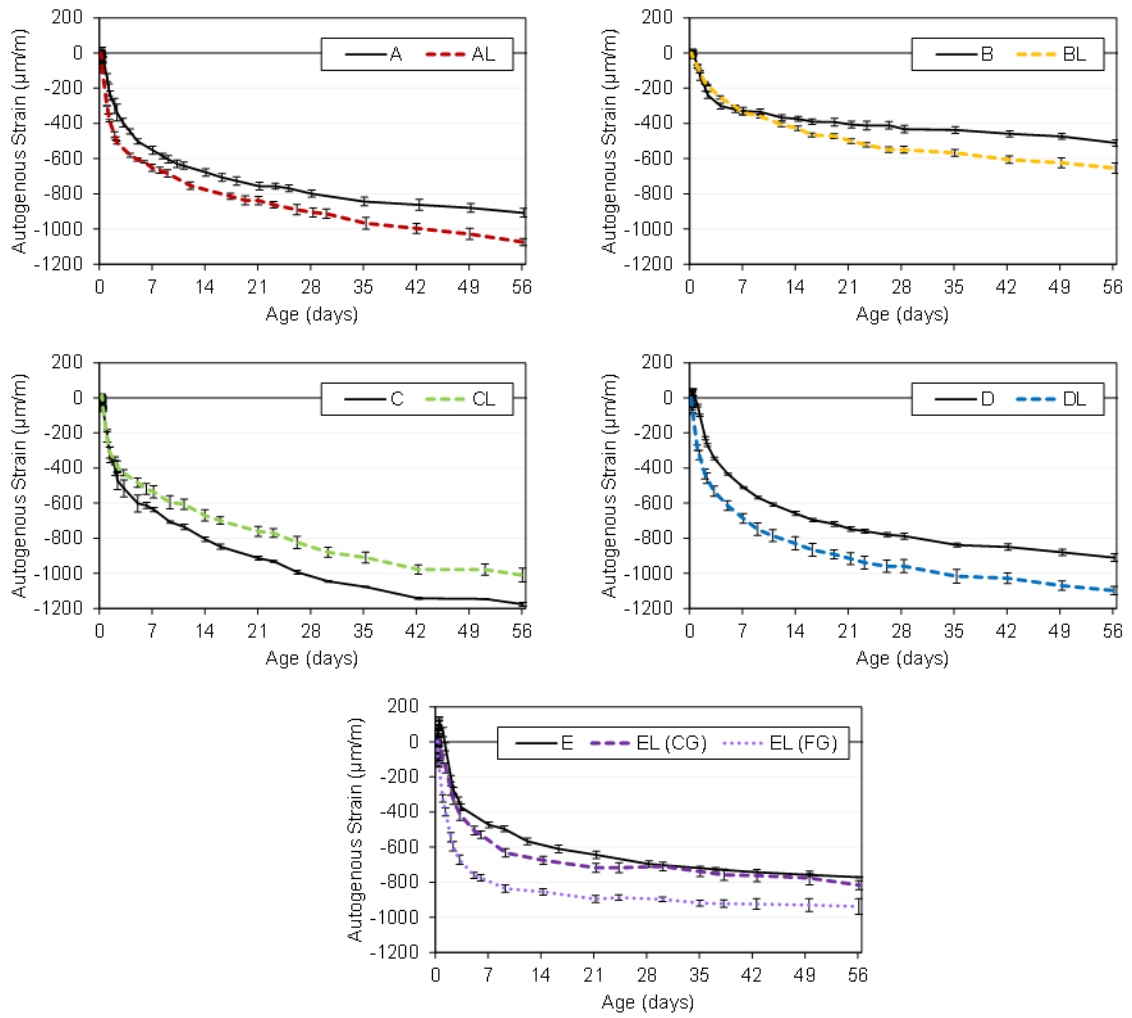 200
0
-200
-400
-600
-800
-1000
-1200
Autogenous Strain (µm/m)
A AL
0 7 14 21 28 35 42 49 56
Age (days)
200
0
-200
-400
-600
-800
-1000
-1200
Autogenous Strain (µm/m)
B BL
0 7 14 21 28 35 42 49 56
Age (days)
200
0
-200
-400
-600
-800
-1000
-1200
Autogenous Strain (µm/m)
C CL
0 7 14 21 28 35 42 49 56
Age (days)
200
0
-200
-400
-600
-800
-1000
-1200
Autogenous Strain (µm/m)
D DL
0 7 14 21 28 35 42 49 56
Age (days)
200
0
-200
-400
-600
-800
-1000
-1200
Autogenous Strain (µm/m)
E EL (CG) EL (FG)
0 7 14 21 28 35 42 49 56
Age (days)